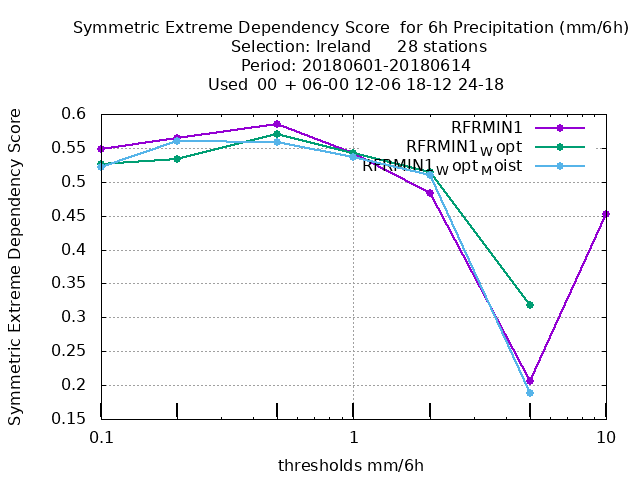 Symmetric Extreme Dependency Score  for 6h Precipitation (mm/6h)
Selection: Ireland     28 stations
Period: 20180601-20180614
Used  00 + 06-00 12-06 18-12 24-18
Symmetric Extreme Dependency Score
0.6
0.55
0.5
0.45
0.4
0.35
0.3
0.25
0.2
0.15
RFRMIN1
RFRMIN1_W opt
RFRMIN1_W opt_M oist
0.1 1 10
thresholds mm/6h